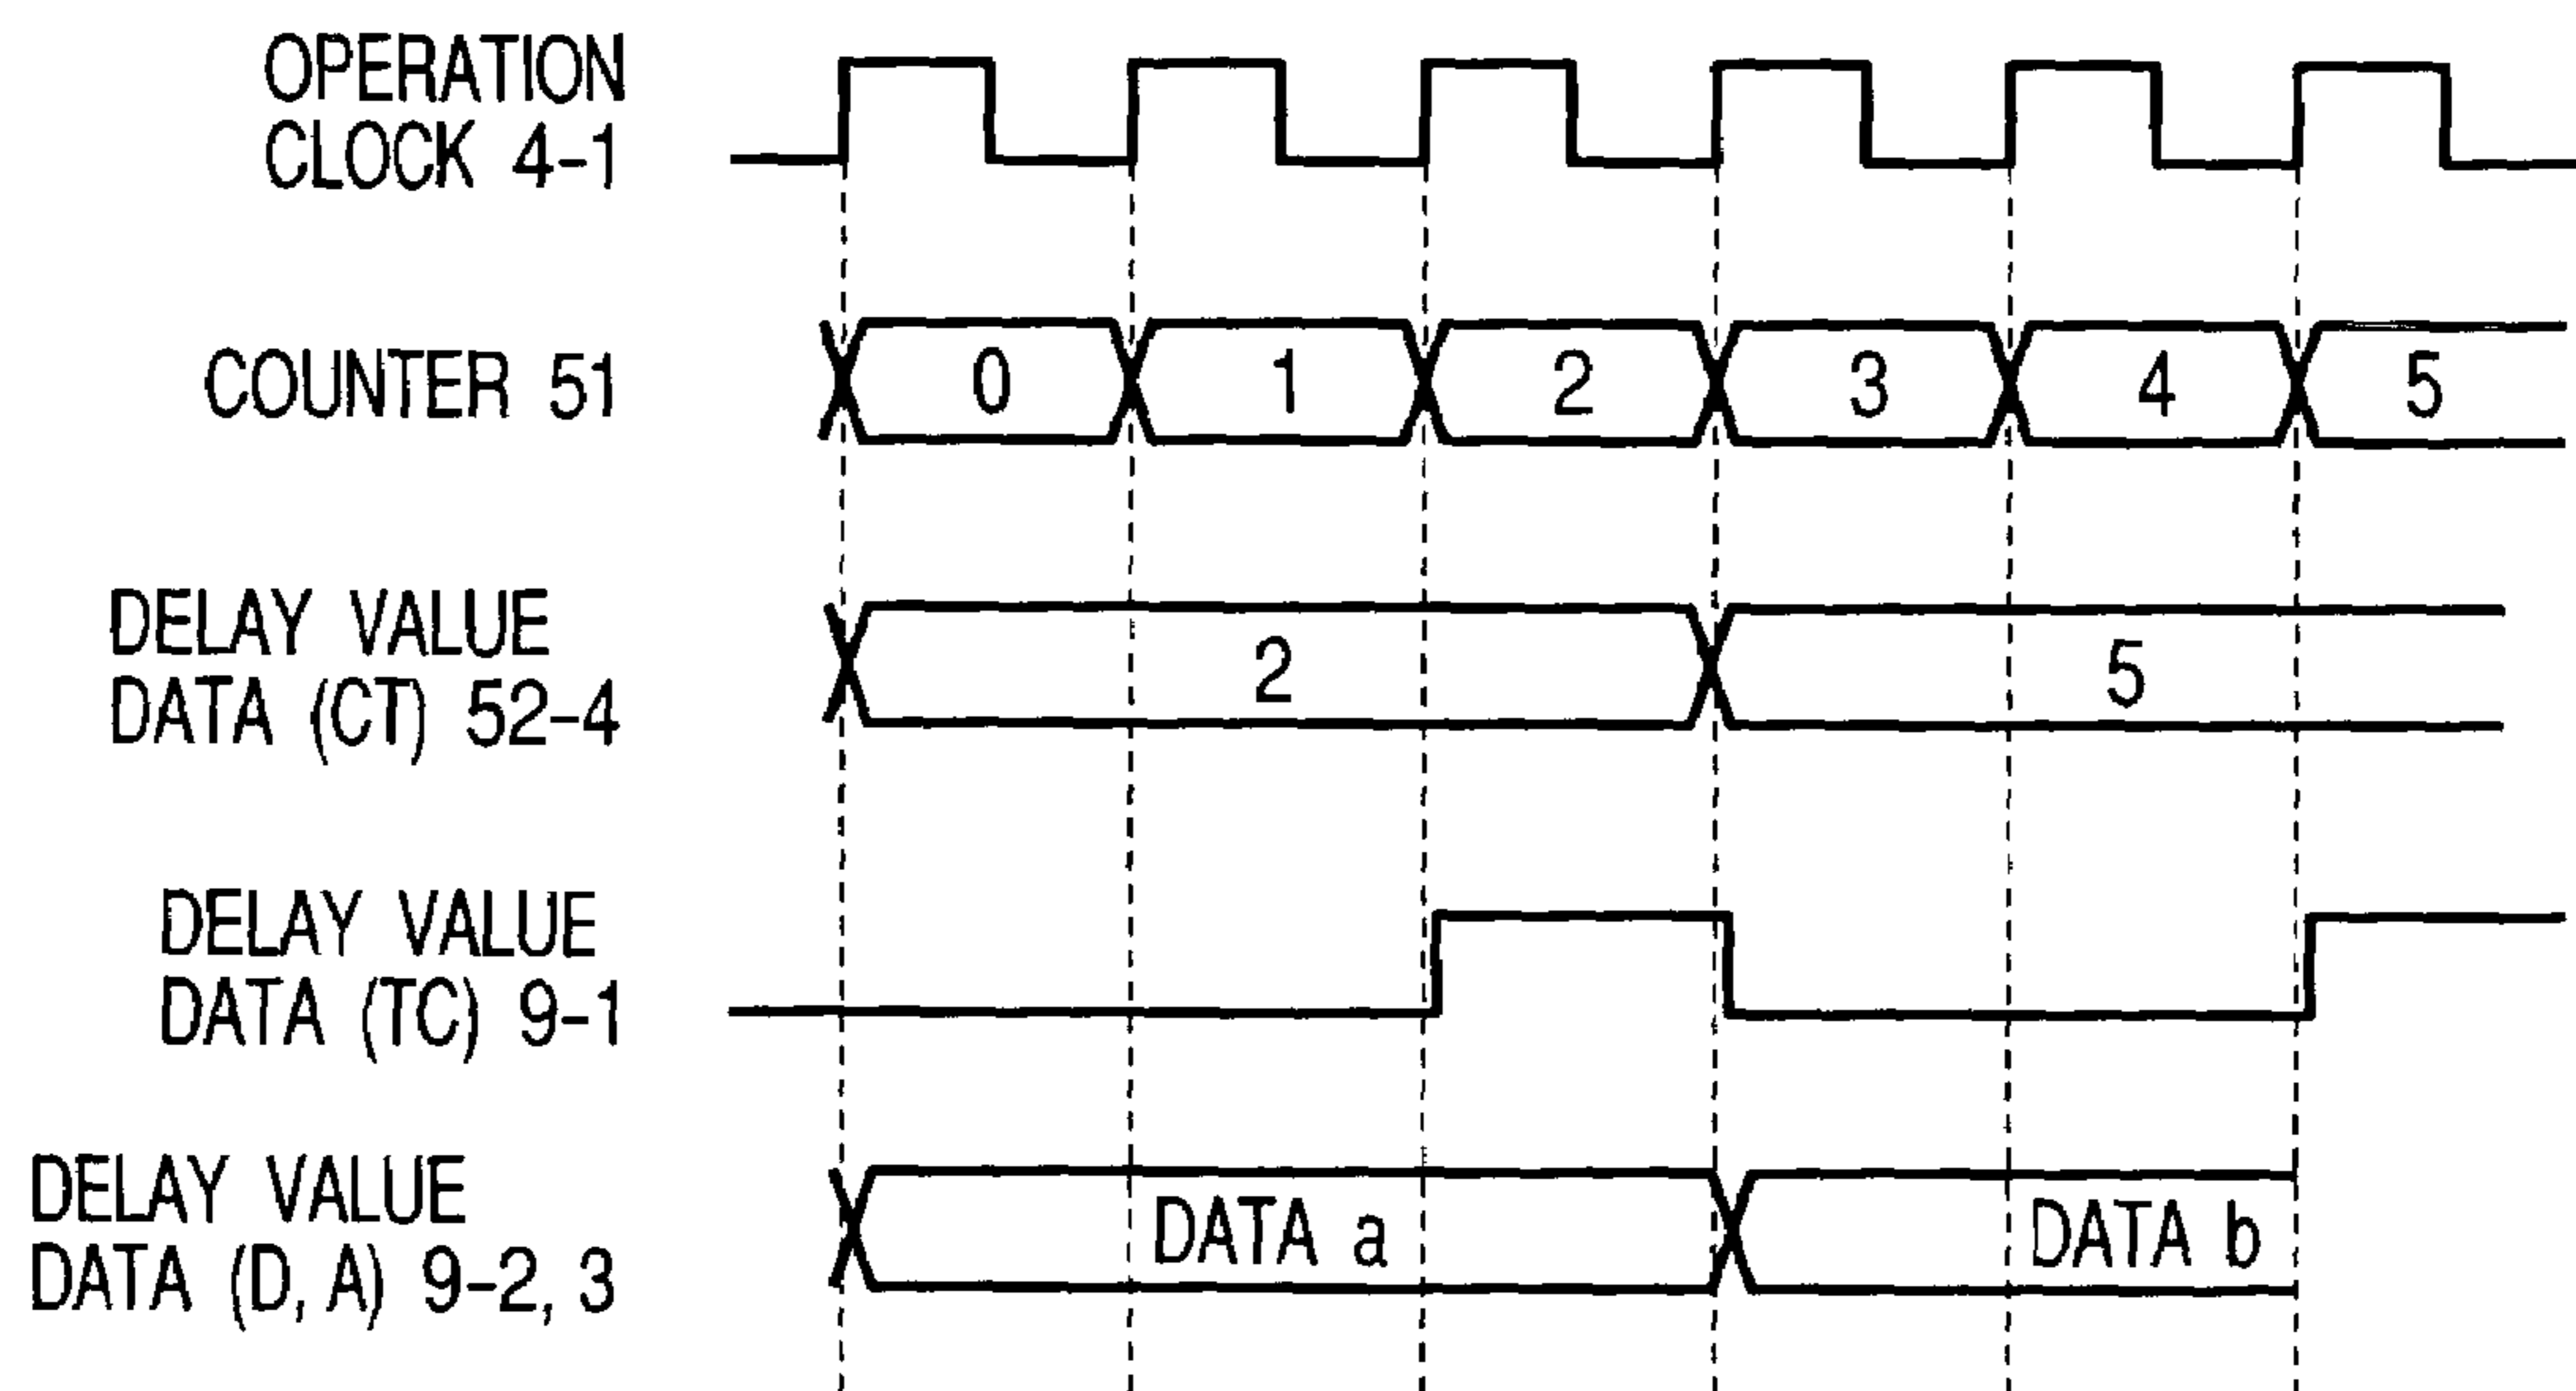 OPERATION
CLOCK 4-1
COUNTER 51
0 1 2 3 4 5
DELAY VALUE
DATA (CT) 52-4
2 5
DELAY VALUE
DATA (TC) 9-1
DELAY VALUE
DATA (D, A) 9-2, 3
DATA a DATA b